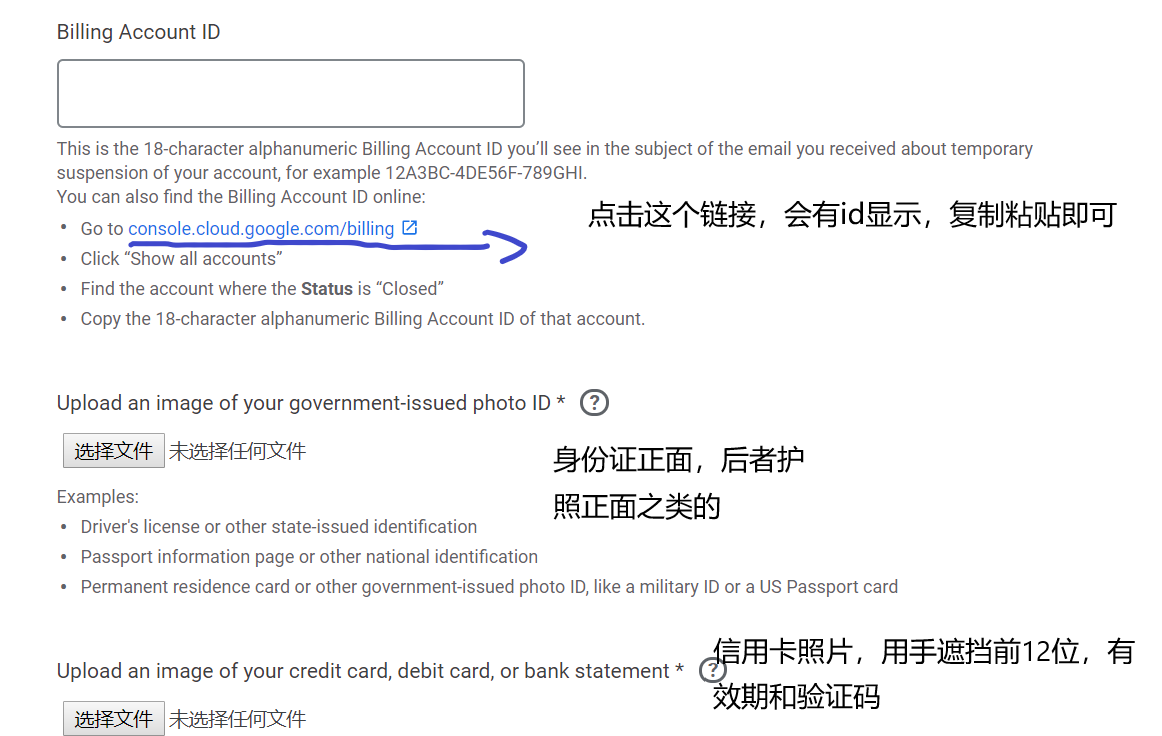 Billing Account ID
This is the 18-character alphanumeric Billing Account ID you’ll see in the subject of the email you received about temporary
suspension of your account, for example 12A3BC-4DE56F-789GHI.
You can also find the Billing Account ID online:
• Go to console.cloud.google.com/billing
点击这个链接，会有id显示，复制粘贴即可
• Click “Show all accounts”
• Find the account where the Status is “Closed”
• Copy the 18-character alphanumeric Billing Account ID of that account.
Upload an image of your government-issued photo ID * ?
选择文件 未选择任何文件
身份证正面，后者护
照正面之类的
Examples:
• Driver's license or other state-issued identification
• Passport information page or other national identification
• Permanent residence card or other government-issued photo ID, like a military ID or a US Passport card
Upload an image of your credit card, debit card, or bank statement * ?
信用卡照片，用手遮挡前12位，有
效期和验证码
选择文件 未选择任何文件